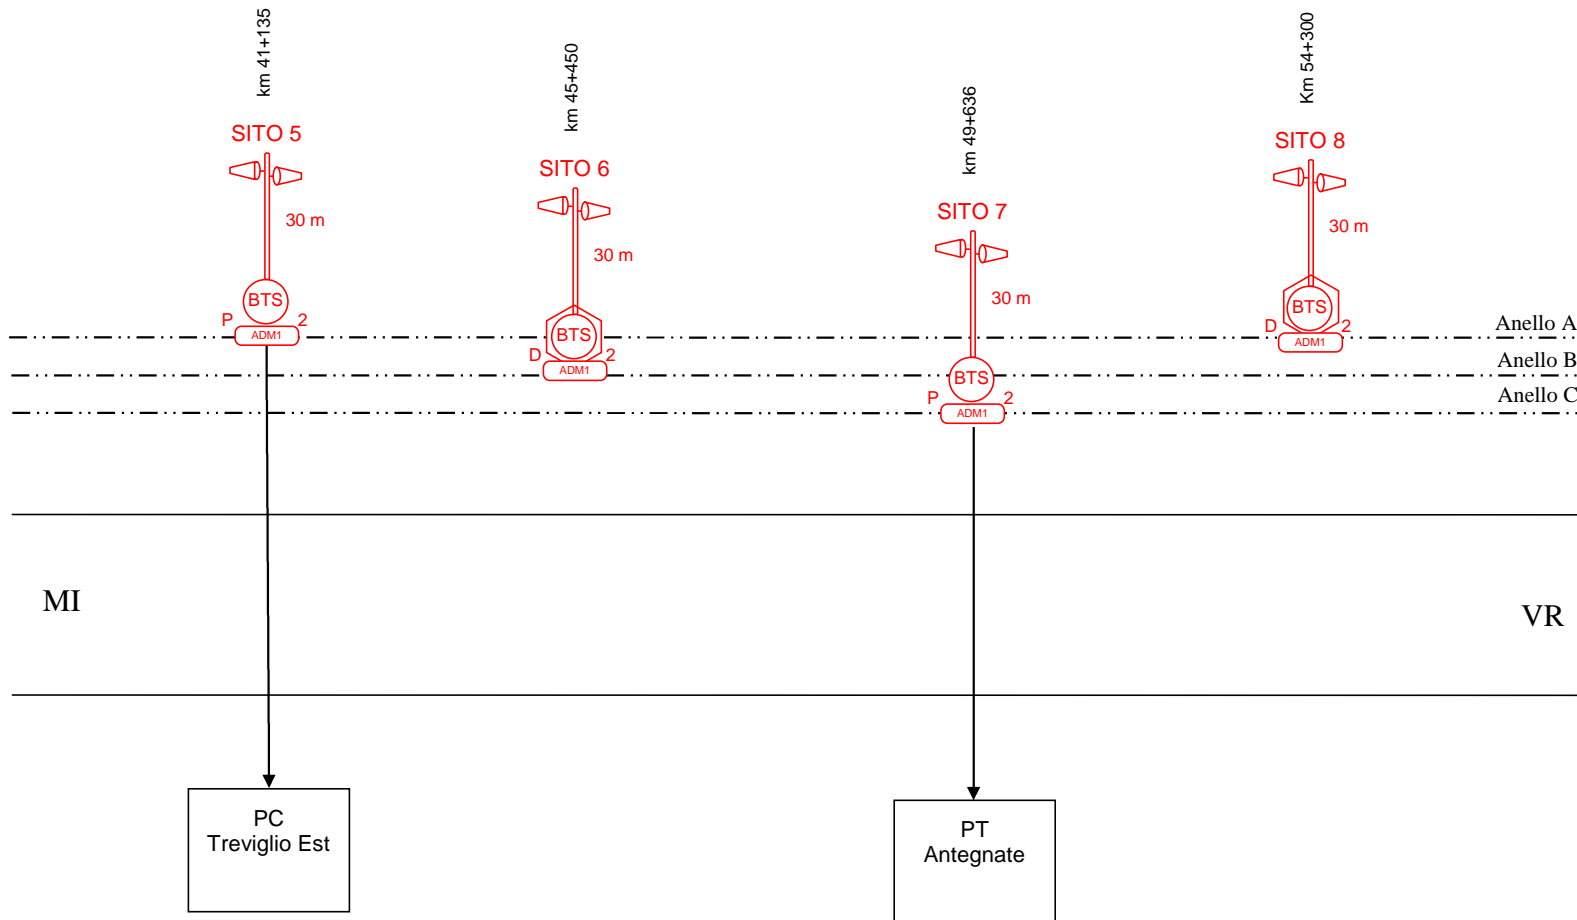 km 41+135
km 45+450
km 49+636
Km 54+300
SITO 5
30 m
BTS
P
2
ADM1
SITO 6
30 m
BTS
D
2
ADM1
SITO 7
30 m
BTS
P
2
ADM1
SITO 8
30 m
BTS
D
2
ADM1
Anello A
Anello B
Anello C
MI
VR
PC
Treviglio Est
PT
Antegnate